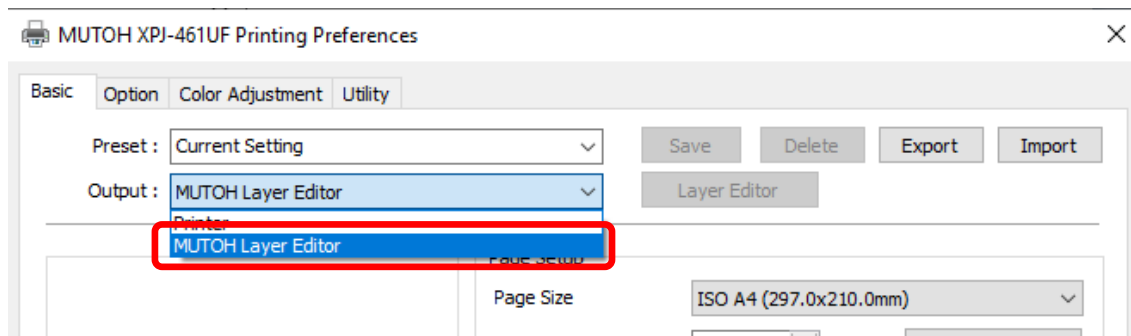 MUTOH XPJ-461UF Printing Preferences
Basic Option Color Adjustment Utility
Preset : Current Setting Save Delete Export Import
Output : MUTOH Layer Editor Layer Editor
Printer
MUTOH Layer Editor
Page Setup
Page Size ISO A4 (297.0x210.0mm)